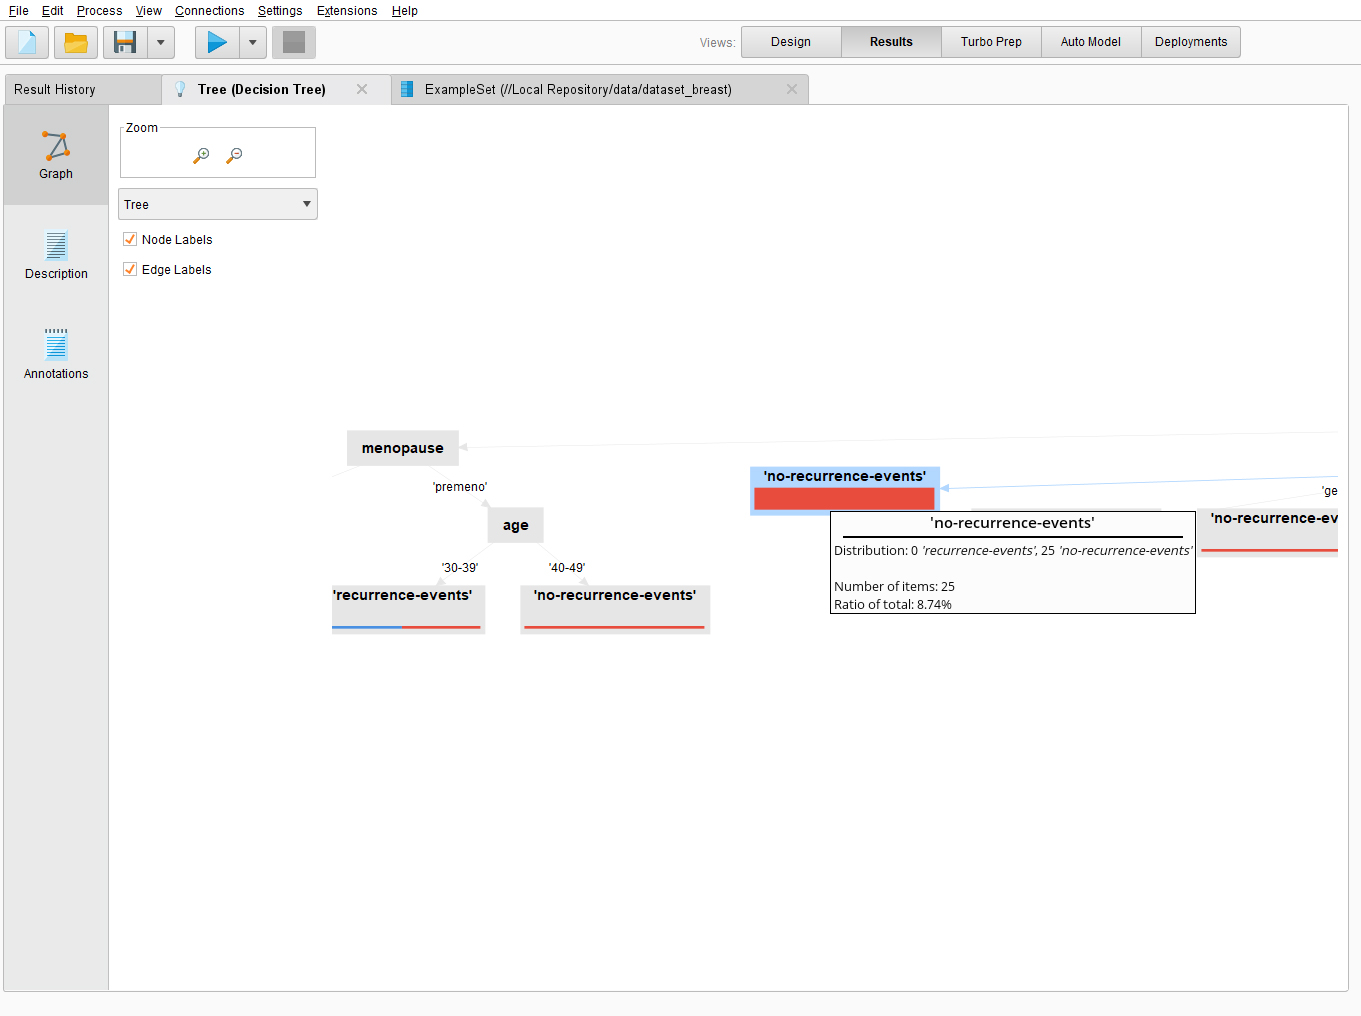 File Edit Process View Connections Settings Extensions Help
Views: Design Results Turbo Prep Auto Model Deployments
Result History Tree (Decision Tree) ExampleSet (//Local Repository/data/dataset_breast)
Graph
Description
Annotations
Zoom
Tree
Node Labels
Edge Labels
menopause
'premeno'
age
'30-39' '40-49'
'recurrence-events' 'no-recurrence-events'
'no-recurrence-events'
'ge
'no-recurrence-ev
'no-recurrence-events'
Distribution: 0 'recurrence-events', 25 'no-recurrence-events'
Number of items: 25
Ratio of total: 8.74%